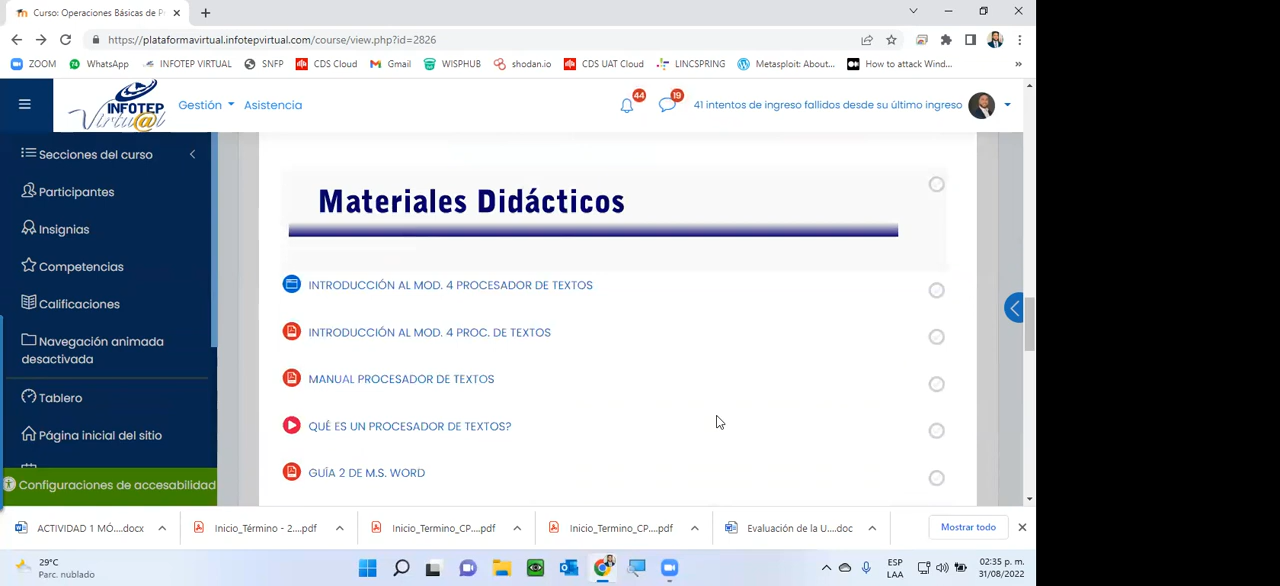 Curso: Operaciones Básicas de Pr
https://plataformavirtual.infotepvirtual.com/course/view.php?id=2826
ZOOM WhatsApp INFOTEP VIRTUAL SNFP CDS Cloud Gmail WISPHUB shodan.io CDS UAT Cloud LINCSPRING Metasploit: About... How to attack Wind... »
INFOTEP
Virtu@l
Gestión Asistencia 44 19 41 intentos de ingreso fallidos desde su último ingreso
Secciones del curso
Participantes
Insignias
Competencias
Calificaciones
Navegación animada
desactivada
Tablero
Página inicial del sitio
Configuraciones de accesabilidad
Materiales Didácticos
INTRODUCCIÓN AL MOD. 4 PROCESADOR DE TEXTOS
INTRODUCCIÓN AL MOD. 4 PROC. DE TEXTOS
MANUAL PROCESADOR DE TEXTOS
QUÉ ES UN PROCESADOR DE TEXTOS?
GUÍA 2 DE M.S. WORD
ACTIVIDAD 1 MÓ....docx Inicio_Término - 2....pdf Inicio_Termino_CP....pdf Inicio_Termino_CP....pdf Evaluación de la U....doc Mostrar todo
29°C
Parc. nublado
ESP
LAA
02:35 p. m.
31/08/2022